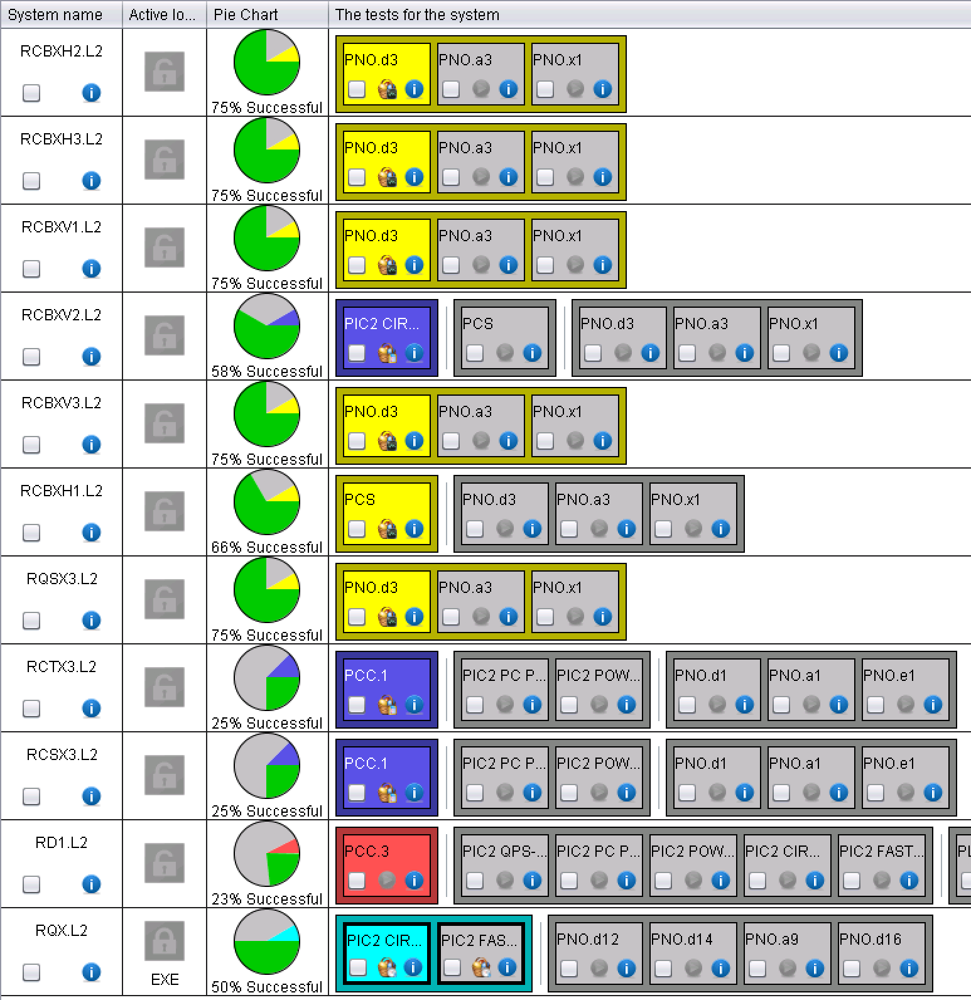 System name Active lo... Pie Chart The tests for the system
RCBXH2.L2 75% Successful PNO.d3 PNO.a3 PNO.x1
RCBXH3.L2 75% Successful PNO.d3 PNO.a3 PNO.x1
RCBXV1.L2 75% Successful PNO.d3 PNO.a3 PNO.x1
RCBXV2.L2 58% Successful PIC2 CIR... PCS PNO.d3 PNO.a3 PNO.x1
RCBXV3.L2 75% Successful PNO.d3 PNO.a3 PNO.x1
RCBXH1.L2 66% Successful PCS PNO.d3 PNO.a3 PNO.x1
RQSX3.L2 75% Successful PNO.d3 PNO.a3 PNO.x1
RCTX3.L2 25% Successful PCC.1 PIC2 PC P... PIC2 POW... PNO.d1 PNO.a1 PNO.e1
RCSX3.L2 25% Successful PCC.1 PIC2 PC P... PIC2 POW... PNO.d1 PNO.a1 PNO.e1
RD1.L2 23% Successful PCC.3 PIC2 QPS-... PIC2 PC P... PIC2 POW... PIC2 CIR... PIC2 FAST...
RQX.L2 EXE 50% Successful PIC2 CIR... PIC2 FAS... PNO.d12 PNO.d14 PNO.a9 PNO.d16